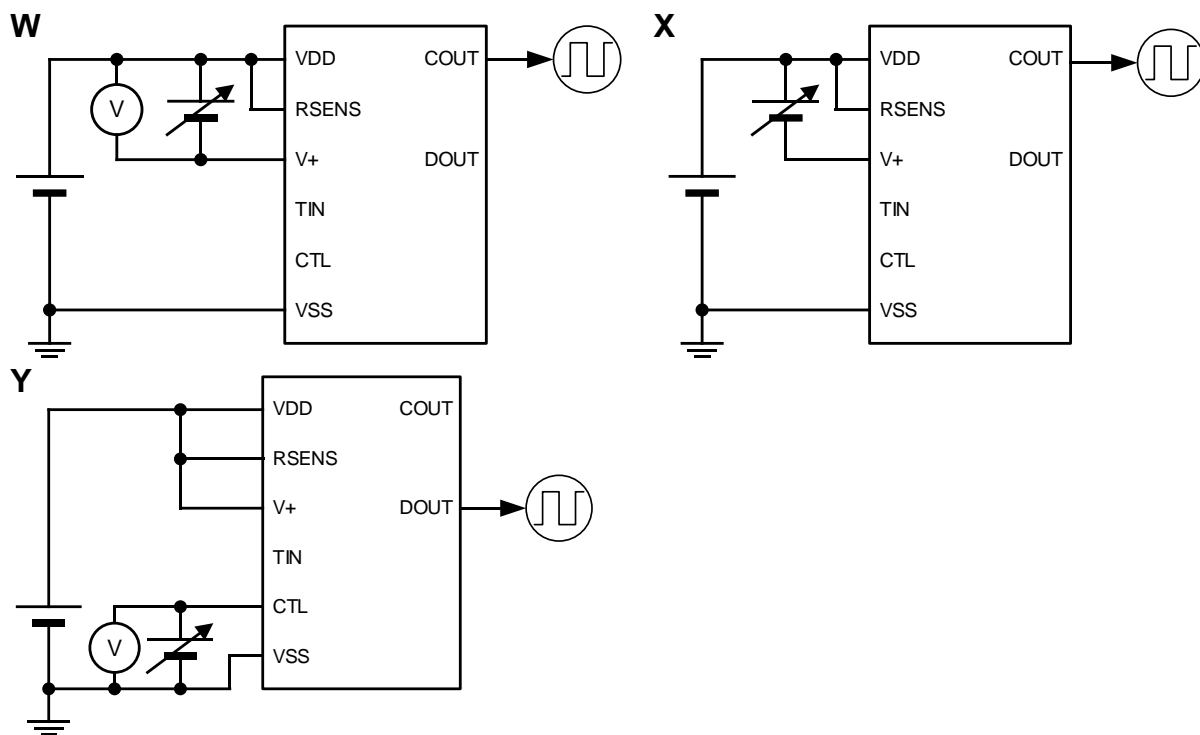 W
VDD
COUT
RSENS
V
V+
DOUT
TIN
CTL
VSS
X
VDD
COUT
RSENS
V+
DOUT
TIN
CTL
VSS
Y
VDD
COUT
RSENS
V+
DOUT
TIN
CTL
V
VSS